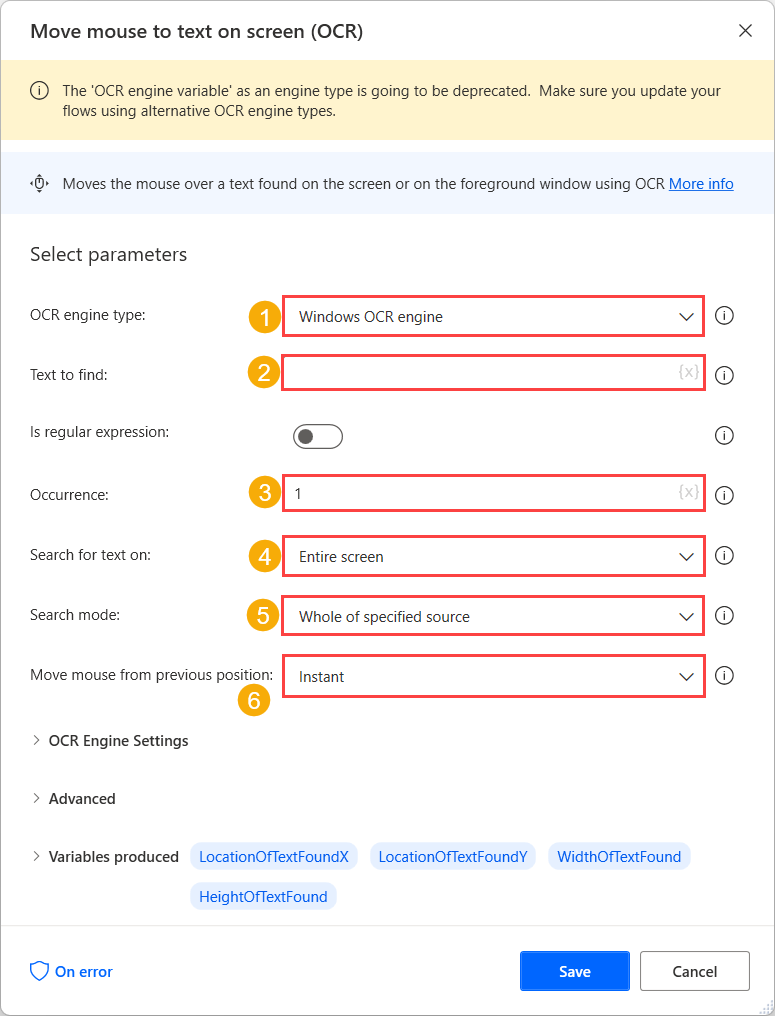 Move mouse to text on screen (OCR)
The 'OCR engine variable' as an engine type is going to be deprecated.  Make sure you update your
flows using alternative OCR engine types.
Moves the mouse over a text found on the screen or on the foreground window using OCR More info
Select parameters
OCR engine type: 1 Windows OCR engine
Text to find: 2 {x}
Is regular expression:
Occurrence: 3 1 {x}
Search for text on: 4 Entire screen
Search mode: 5 Whole of specified source
Move mouse from previous position: Instant
6
OCR Engine Settings
Advanced
Variables produced LocationOfTextFoundX LocationOfTextFoundY WidthOfTextFound
HeightOfTextFound
On error Save Cancel